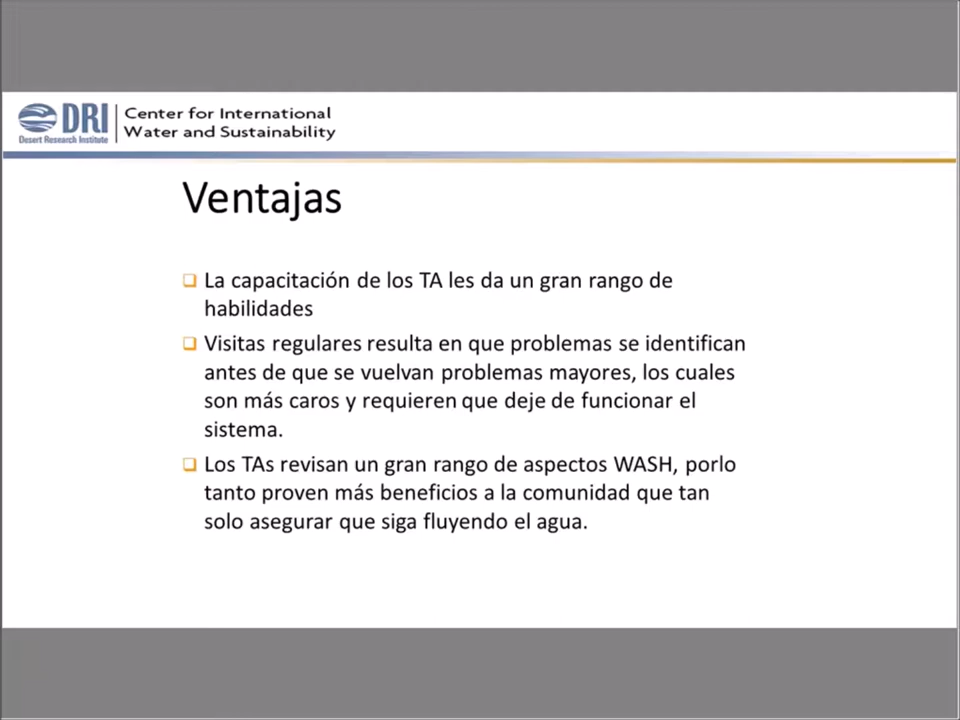 DRI
Desert Research Institute
Center for International
Water and Sustainability
Ventajas
La capacitación de los TA les da un gran rango de
habilidades
Visitas regulares resulta en que problemas se identifican
antes de que se vuelvan problemas mayores, los cuales
son más caros y requieren que deje de funcionar el
sistema.
Los TAs revisan un gran rango de aspectos WASH, porlo
tanto proven más beneficios a la comunidad que tan
solo asegurar que siga fluyendo el agua.